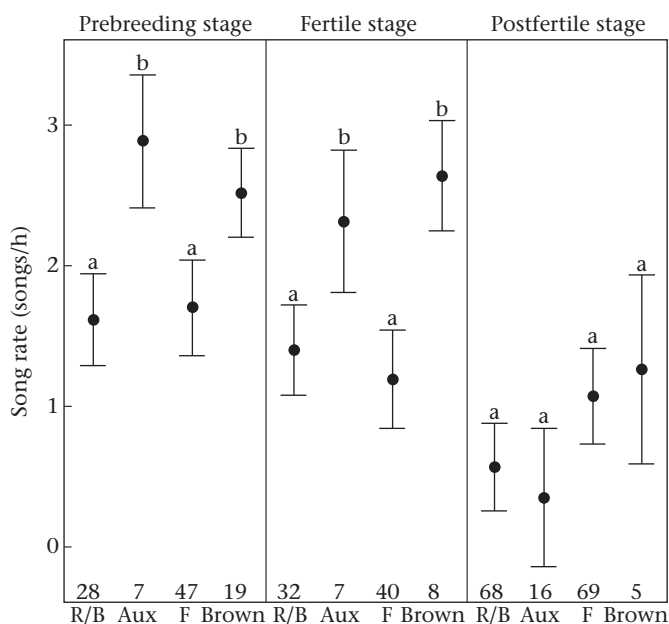 Prebreeding stage Fertile stage Postfertile stage
b b b b
3
a a a
2 a a a a
Song rate (songs/h)
1
a a
0
28 7 47 19 32 7 40 8 68 16 69 5
R/B Aux F Brown R/B Aux F Brown R/B Aux F Brown